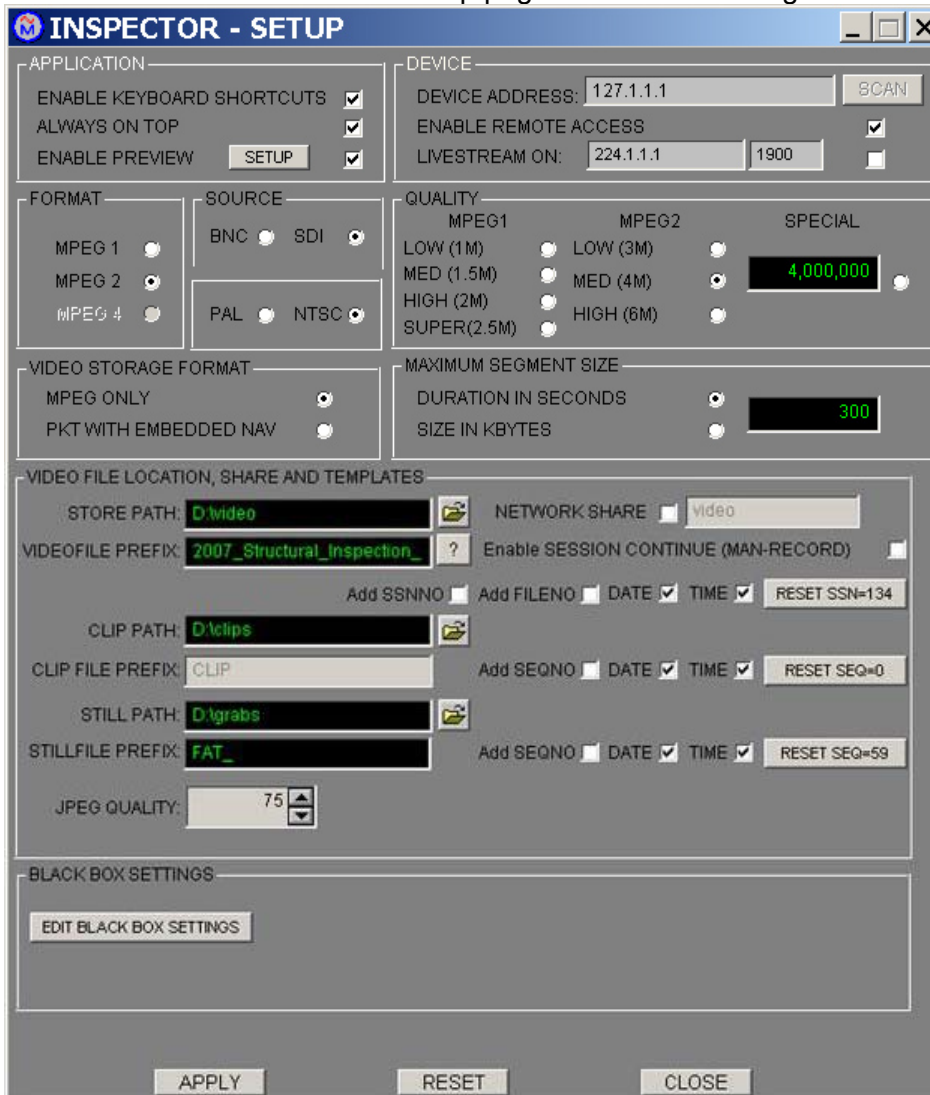 INSPECTOR - SETUP
APPLICATION
ENABLE KEYBOARD SHORTCUTS
ALWAYS ON TOP
ENABLE PREVIEW SETUP
DEVICE
DEVICE ADDRESS: 127.1.1.1 SCAN
ENABLE REMOTE ACCESS
LIVESTREAM ON: 224.1.1.1 1900
FORMAT
MPEG 1
MPEG 2
MPEG 4
SOURCE
BNC SDI
PAL NTSC
QUALITY
MPEG1 MPEG2 SPECIAL
LOW (1M) LOW (3M)
MED (1.5M) MED (4M) 4,000,000
HIGH (2M) HIGH (6M)
SUPER(2.5M)
VIDEO STORAGE FORMAT
MPEG ONLY
PKT WITH EMBEDDED NAV
MAXIMUM SEGMENT SIZE
DURATION IN SECONDS 300
SIZE IN KBYTES
VIDEO FILE LOCATION, SHARE AND TEMPLATES
STORE PATH: D:\video NETWORK SHARE video
VIDEOFILE PREFIX: 2007_Structural_Inspection_ ? Enable SESSION CONTINUE (MAN-RECORD)
Add SSNNO Add FILENO DATE TIME RESET SSN=134
CLIP PATH: D:\clips
CLIP FILE PREFIX: CLIP Add SEQNO DATE TIME RESET SEQ=0
STILL PATH: D:\grabs
STILLFILE PREFIX: FAT_ Add SEQNO DATE TIME RESET SEQ=59
JPEG QUALITY: 75
BLACK BOX SETTINGS
EDIT BLACK BOX SETTINGS
APPLY RESET CLOSE